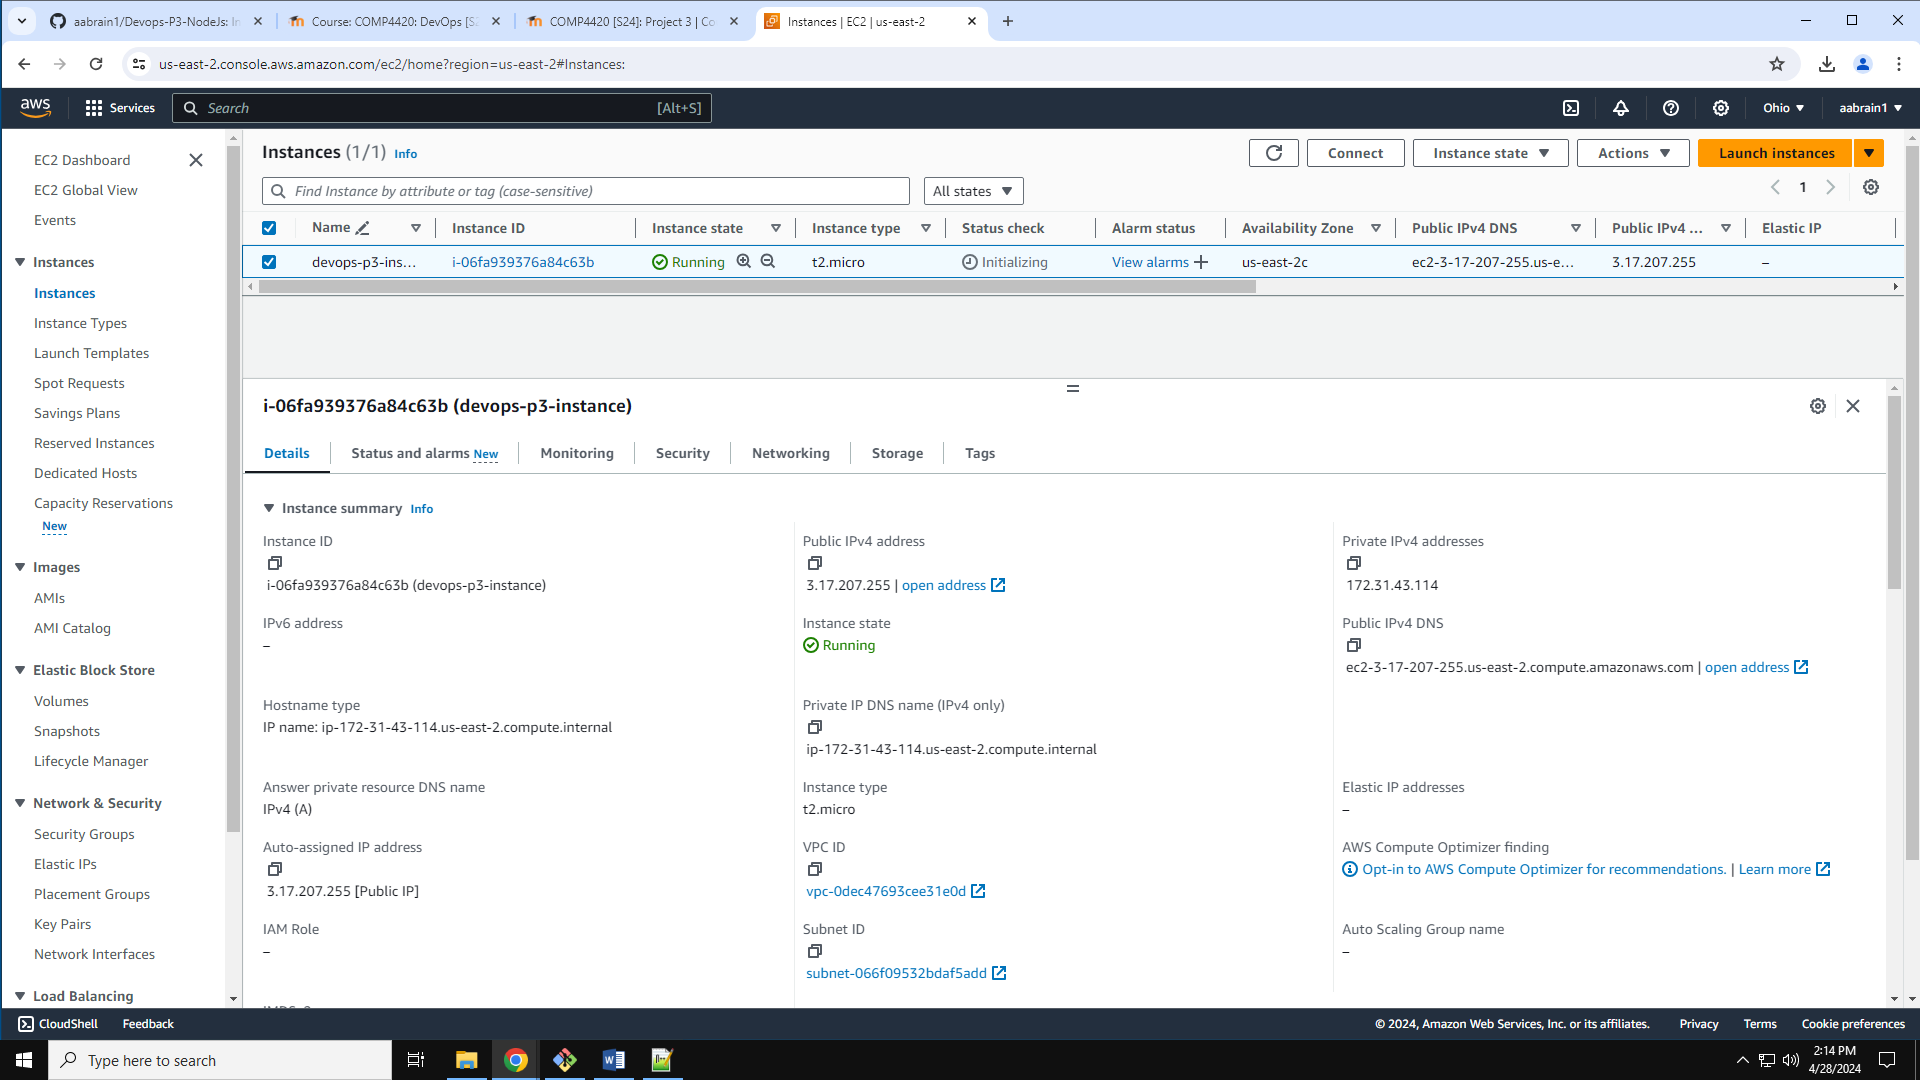 aabrain1/Devops-P3-NodeJs: In
Course: COMP4420: DevOps [S2
COMP4420 [S24]: Project 3 | Co
Instances | EC2 | us-east-2
us-east-2.console.aws.amazon.com/ec2/home?region=us-east-2#Instances:
aws
Services
Search
[Alt+S]
Ohio
aabrain1
EC2 Dashboard
EC2 Global View
Events
Instances
Instances
Instance Types
Launch Templates
Spot Requests
Savings Plans
Reserved Instances
Dedicated Hosts
Capacity Reservations
New
Images
AMIs
AMI Catalog
Elastic Block Store
Volumes
Snapshots
Lifecycle Manager
Network & Security
Security Groups
Elastic IPs
Placement Groups
Key Pairs
Network Interfaces
Load Balancing
Instances (1/1) Info
Connect
Instance state
Actions
Launch instances
Find Instance by attribute or tag (case-sensitive)
All states
1
Name
Instance ID
Instance state
Instance type
Status check
Alarm status
Availability Zone
Public IPv4 DNS
Public IPv4 ...
Elastic IP
devops-p3-ins...
i-06fa939376a84c63b
Running
t2.micro
Initializing
View alarms
us-east-2c
ec2-3-17-207-255.us-e...
3.17.207.255
–
i-06fa939376a84c63b (devops-p3-instance)
Details
Status and alarms New
Monitoring
Security
Networking
Storage
Tags
Instance summary Info
Instance ID
i-06fa939376a84c63b (devops-p3-instance)
Public IPv4 address
3.17.207.255 | open address
Private IPv4 addresses
172.31.43.114
IPv6 address
–
Instance state
Running
Public IPv4 DNS
ec2-3-17-207-255.us-east-2.compute.amazonaws.com | open address
Hostname type
IP name: ip-172-31-43-114.us-east-2.compute.internal
Private IP DNS name (IPv4 only)
ip-172-31-43-114.us-east-2.compute.internal
Answer private resource DNS name
IPv4 (A)
Instance type
t2.micro
Elastic IP addresses
–
Auto-assigned IP address
3.17.207.255 [Public IP]
VPC ID
vpc-0dec47693cee31e0d
AWS Compute Optimizer finding
Opt-in to AWS Compute Optimizer for recommendations. | Learn more
IAM Role
–
Subnet ID
subnet-066f09532bdaf5add
Auto Scaling Group name
–
CloudShell
Feedback
© 2024, Amazon Web Services, Inc. or its affiliates.
Privacy
Terms
Cookie preferences
Type here to search
2:14 PM
4/28/2024